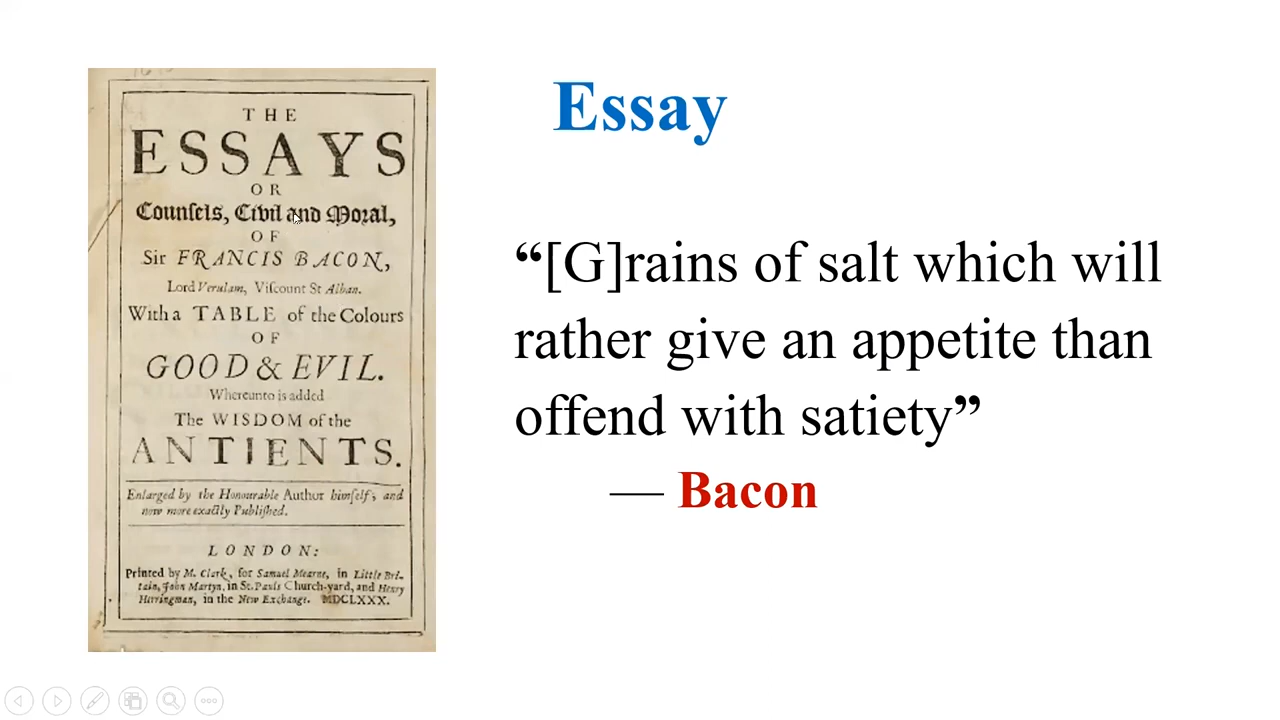 THE
ESSAYS
OR
Counſels, Civil and Moral,
OF
Sir FRANCIS BACON,
Lord Verulam, Viſcount St Alban.
With a TABLE of the Colours
OF
GOOD & EVIL.
Whereunto is added
The WISDOM of the
ANTIENTS.
Enlarged by the Honourable Author himſelf; and
now more exactly Publiſhed.
LONDON:
Printed by M. Clark, for Samuel Mearne, in Little Bri-
tain, John Martyn, in St. Pauls Church-yard, and Henry
Herringman, in the New Exchange. MDCLXXX.
Essay
“[G]rains of salt which will
rather give an appetite than
offend with satiety”
— Bacon